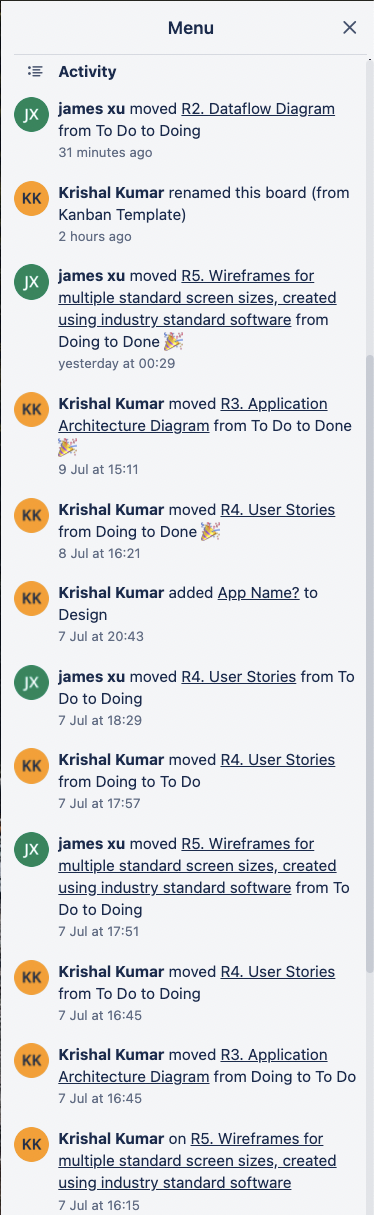 Menu
Activity
JX
james xu moved R2. Dataflow Diagram
from To Do to Doing
31 minutes ago
KK
Krishal Kumar renamed this board (from
Kanban Template)
2 hours ago
JX
james xu moved R5. Wireframes for
multiple standard screen sizes, created
using industry standard software from
Doing to Done 🎉
yesterday at 00:29
KK
Krishal Kumar moved R3. Application
Architecture Diagram from To Do to Done
🎉
9 Jul at 15:11
KK
Krishal Kumar moved R4. User Stories
from Doing to Done 🎉
8 Jul at 16:21
KK
Krishal Kumar added App Name? to
Design
7 Jul at 20:43
JX
james xu moved R4. User Stories from To
Do to Doing
7 Jul at 18:29
KK
Krishal Kumar moved R4. User Stories
from Doing to To Do
7 Jul at 17:57
JX
james xu moved R5. Wireframes for
multiple standard screen sizes, created
using industry standard software from To
Do to Doing
7 Jul at 17:51
KK
Krishal Kumar moved R4. User Stories
from To Do to Doing
7 Jul at 16:45
KK
Krishal Kumar moved R3. Application
Architecture Diagram from Doing to To Do
7 Jul at 16:45
KK
Krishal Kumar on R5. Wireframes for
multiple standard screen sizes, created
using industry standard software
7 Jul at 16:15